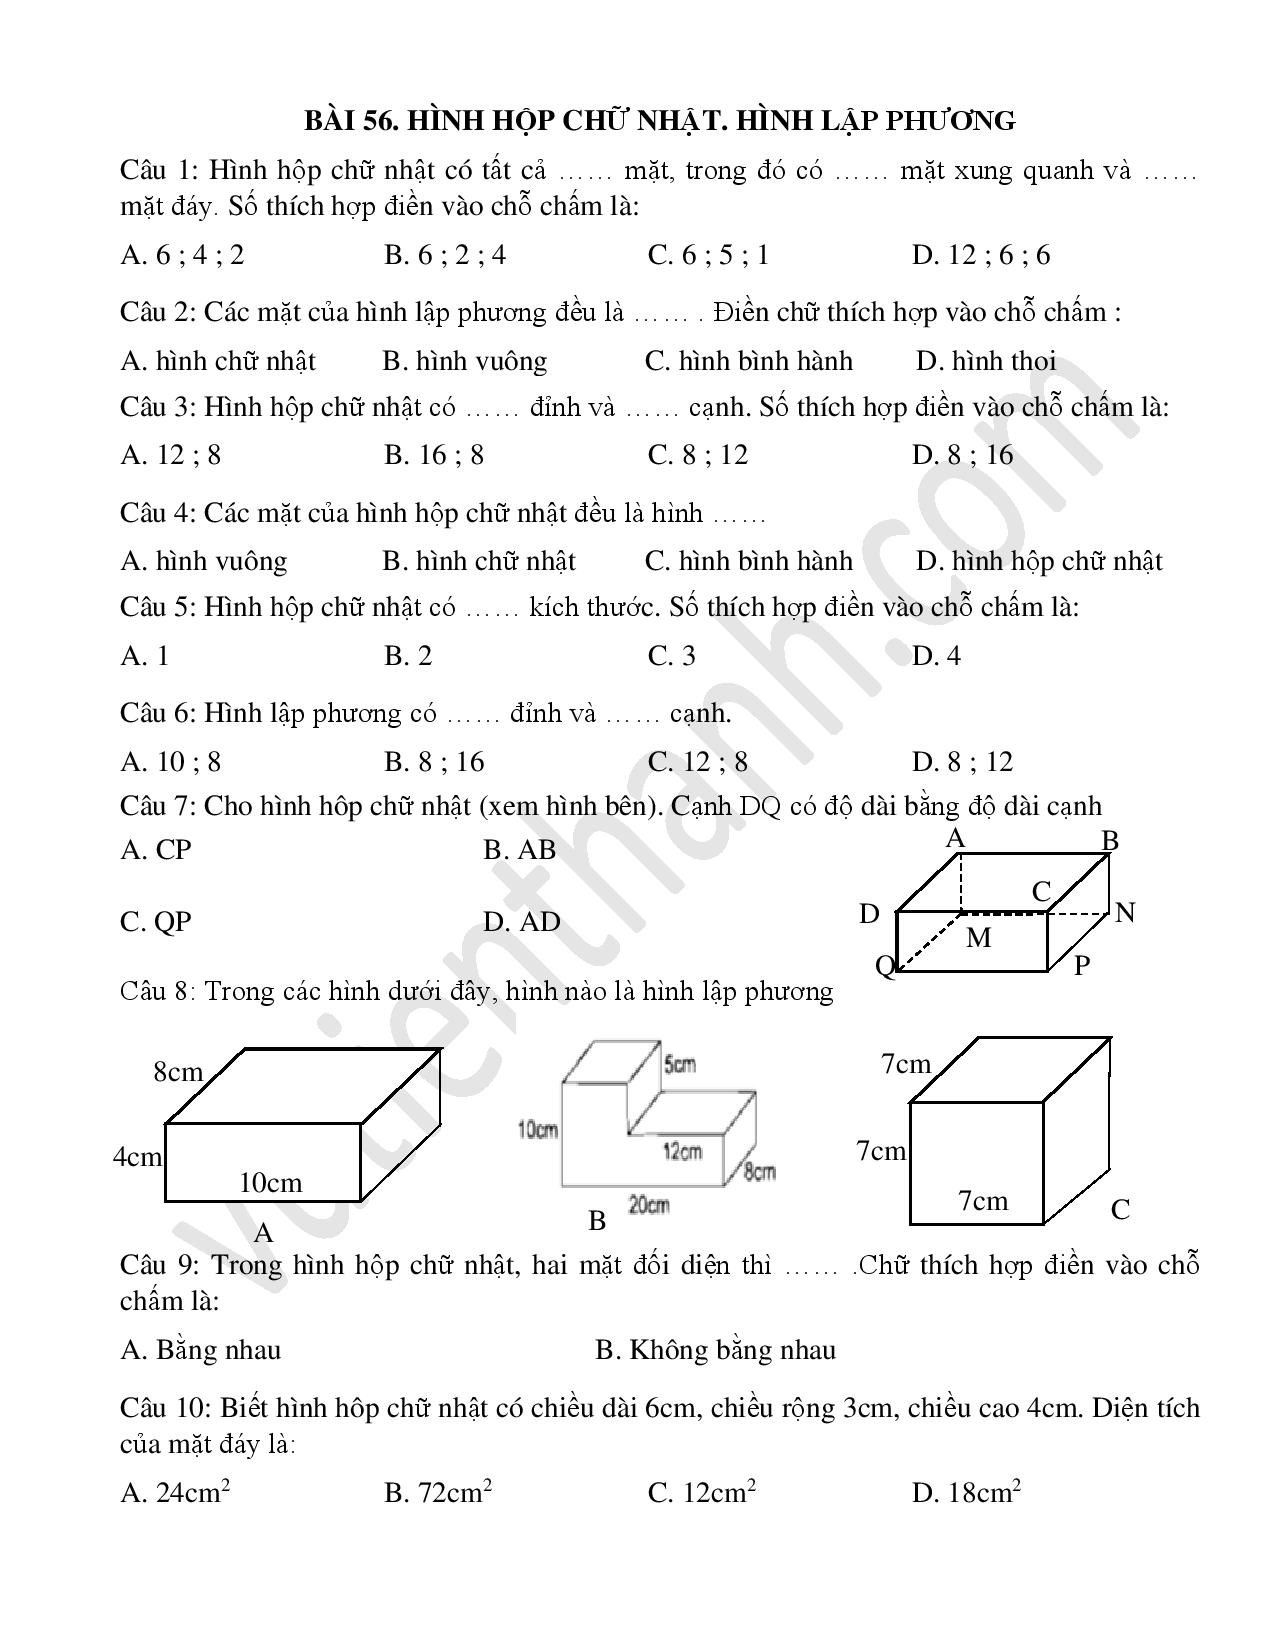 BÀI 56. HÌNH HỘP CHỮ NHẬT. HÌNH LẬP PHƯƠNG
Câu 1: Hình hộp chữ nhật có tất cả …… mặt, trong đó có …… mặt xung quanh và ……
mặt đáy. Số thích hợp điền vào chỗ chấm là:
A. 6 ; 4 ; 2 B. 6 ; 2 ; 4 C. 6 ; 5 ; 1 D. 12 ; 6 ; 6
Câu 2: Các mặt của hình lập phương đều là …… . Điền chữ thích hợp vào chỗ chấm :
A. hình chữ nhật B. hình vuông C. hình bình hành D. hình thoi
Câu 3: Hình hộp chữ nhật có …… đỉnh và …… cạnh. Số thích hợp điền vào chỗ chấm là:
A. 12 ; 8 B. 16 ; 8 C. 8 ; 12 D. 8 ; 16
Câu 4: Các mặt của hình hộp chữ nhật đều là hình ……
A. hình vuông B. hình chữ nhật C. hình bình hành D. hình hộp chữ nhật
Câu 5: Hình hộp chữ nhật có …… kích thước. Số thích hợp điền vào chỗ chấm là:
A. 1 B. 2 C. 3 D. 4
Câu 6: Hình lập phương có …… đỉnh và …… cạnh.
A. 10 ; 8 B. 8 ; 16 C. 12 ; 8 D. 8 ; 12
Câu 7: Cho hình hôp chữ nhật (xem hình bên). Cạnh DQ có độ dài bằng độ dài cạnh
A. CP B. AB
C. QP D. AD
A B
C
D N
M
Q P
Câu 8: Trong các hình dưới đây, hình nào là hình lập phương
8cm
4cm
10cm
A
5cm
10cm
12cm
8cm
20cm
B
7cm
7cm
7cm
C
Câu 9: Trong hình hộp chữ nhật, hai mặt đối diện thì …… .Chữ thích hợp điền vào chỗ
chấm là:
A. Bằng nhau B. Không bằng nhau
Câu 10: Biết hình hôp chữ nhật có chiều dài 6cm, chiều rộng 3cm, chiều cao 4cm. Diện tích
của mặt đáy là:
A. 24cm² B. 72cm² C. 12cm² D. 18cm²
vutienthanh.com